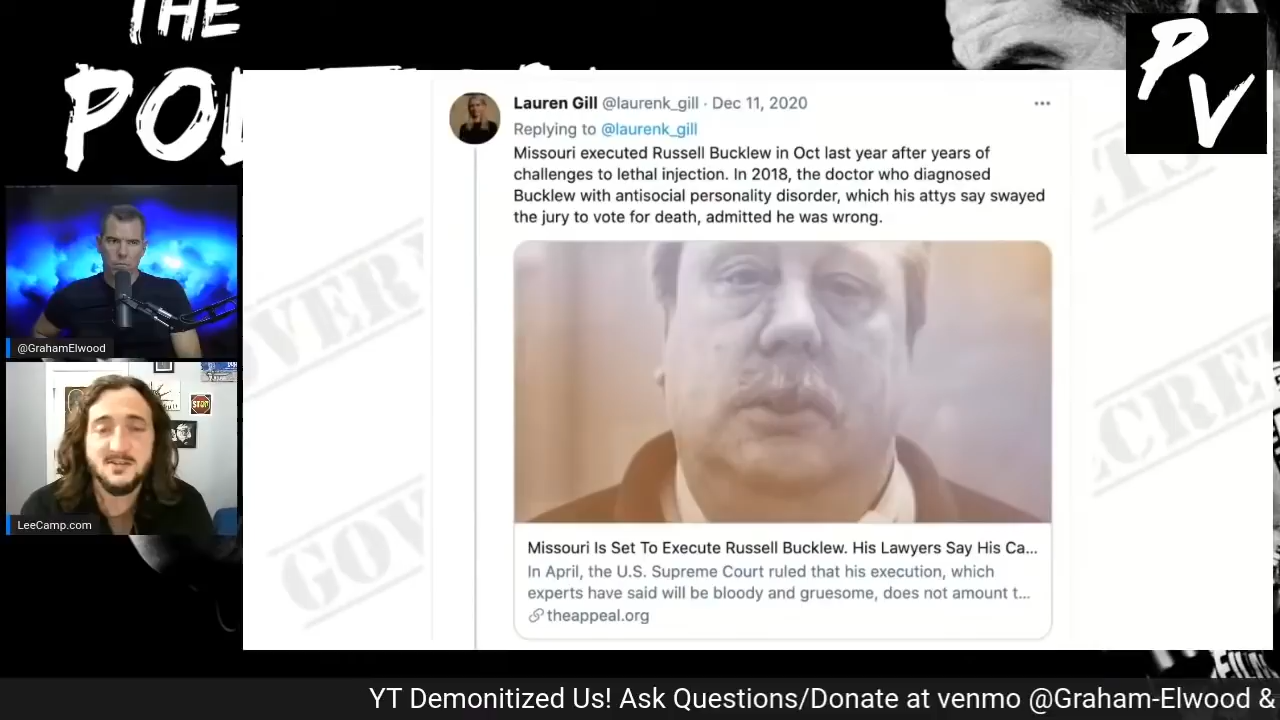 THE
PO
P
V
Lauren Gill @laurenk_gill · Dec 11, 2020
Replying to @laurenk_gill
Missouri executed Russell Bucklew in Oct last year after years of
challenges to lethal injection. In 2018, the doctor who diagnosed
Bucklew with antisocial personality disorder, which his attys say swayed
the jury to vote for death, admitted he was wrong.
Missouri Is Set To Execute Russell Bucklew. His Lawyers Say His Ca...
In April, the U.S. Supreme Court ruled that his execution, which
experts have said will be bloody and gruesome, does not amount t...
theappeal.org
@GrahamElwood
STOP
LeeCamp.com
YT Demonitized Us! Ask Questions/Donate at venmo @Graham-Elwood &